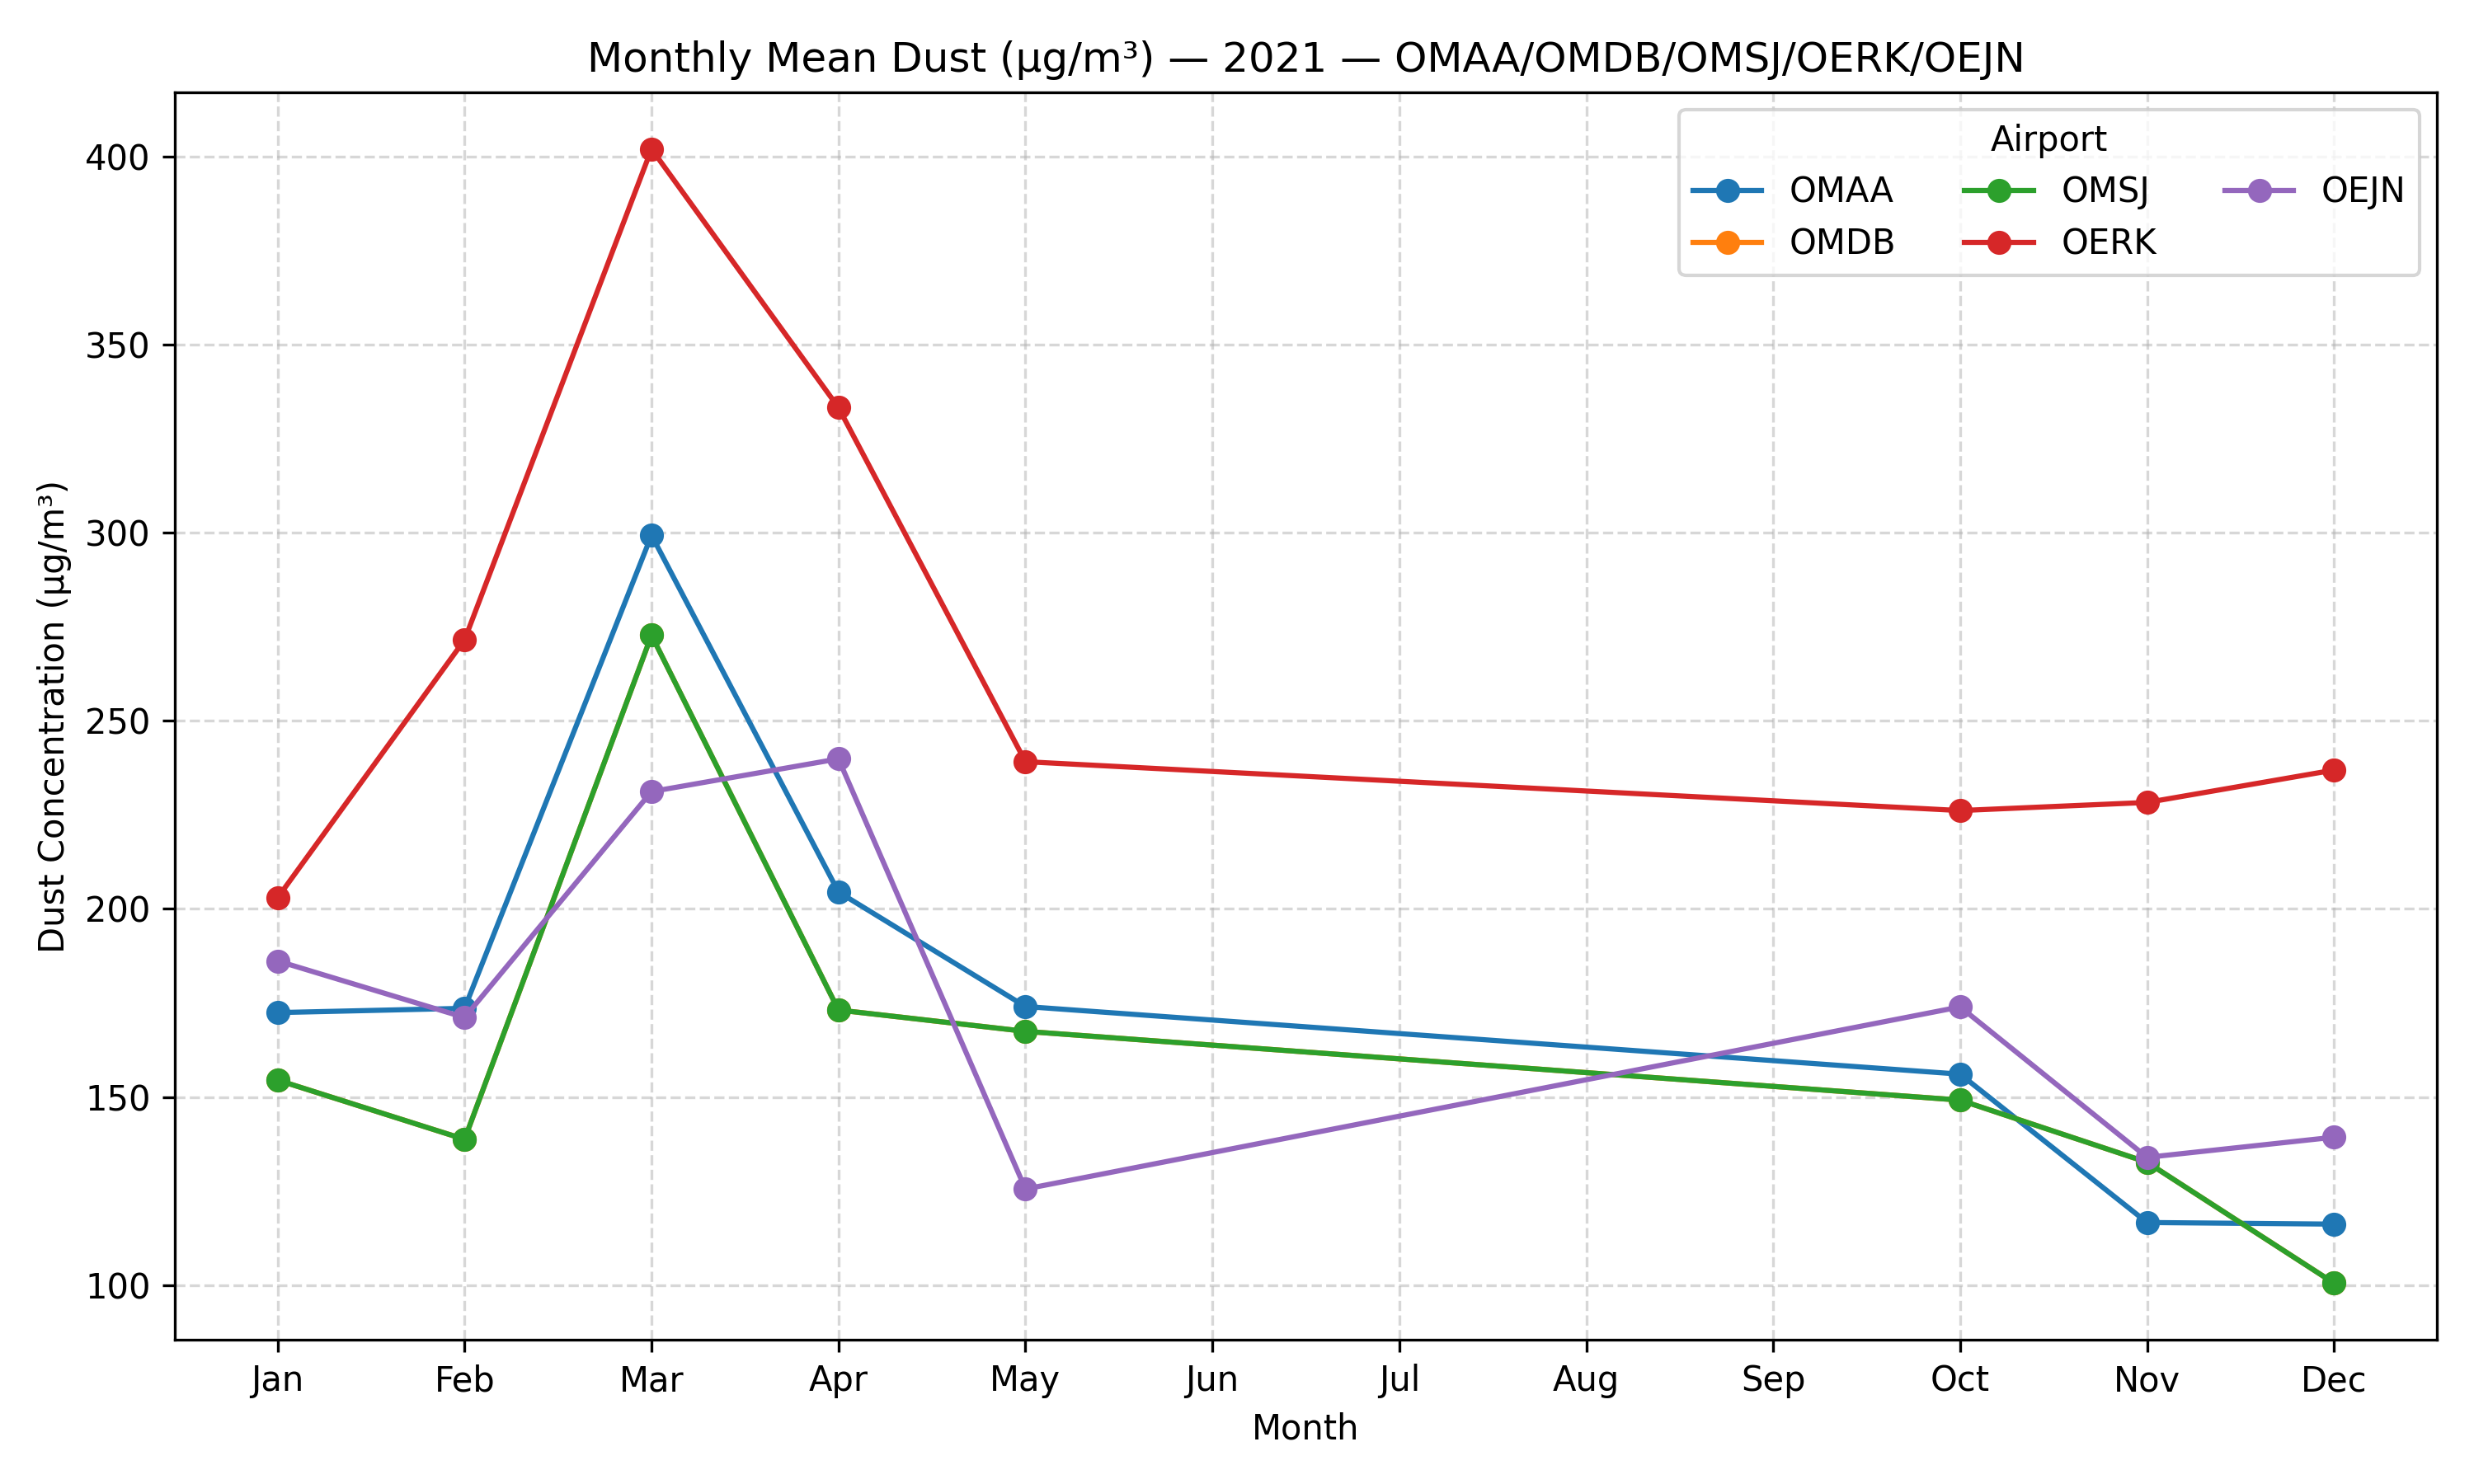 Monthly Mean Dust (µg/m³) — 2021 — OMAA/OMDB/OMSJ/OERK/OEJN
Airport
OMAA OMSJ OEJN
OMDB OERK
400
350
300
250
200
150
100
Dust Concentration (µg/m³)
Jan Feb Mar Apr May Jun Jul Aug Sep Oct Nov Dec
Month